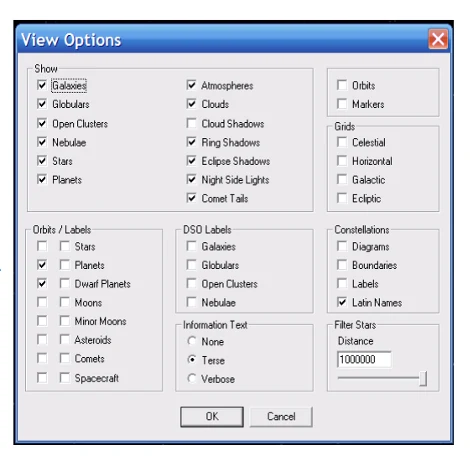 View Options
Show
Galaxies
Globulars
Open Clusters
Nebulae
Stars
Planets
Atmospheres
Clouds
Cloud Shadows
Ring Shadows
Eclipse Shadows
Night Side Lights
Comet Tails
Orbits
Markers
Grids
Celestial
Horizontal
Galactic
Ecliptic
Orbits / Labels
Stars
Planets
Dwarf Planets
Moons
Minor Moons
Asteroids
Comets
Spacecraft
DSO Labels
Galaxies
Globulars
Open Clusters
Nebulae
Information Text
None
Terse
Verbose
Constellations
Diagrams
Boundaries
Labels
Latin Names
Filter Stars
Distance
1000000
OK
Cancel